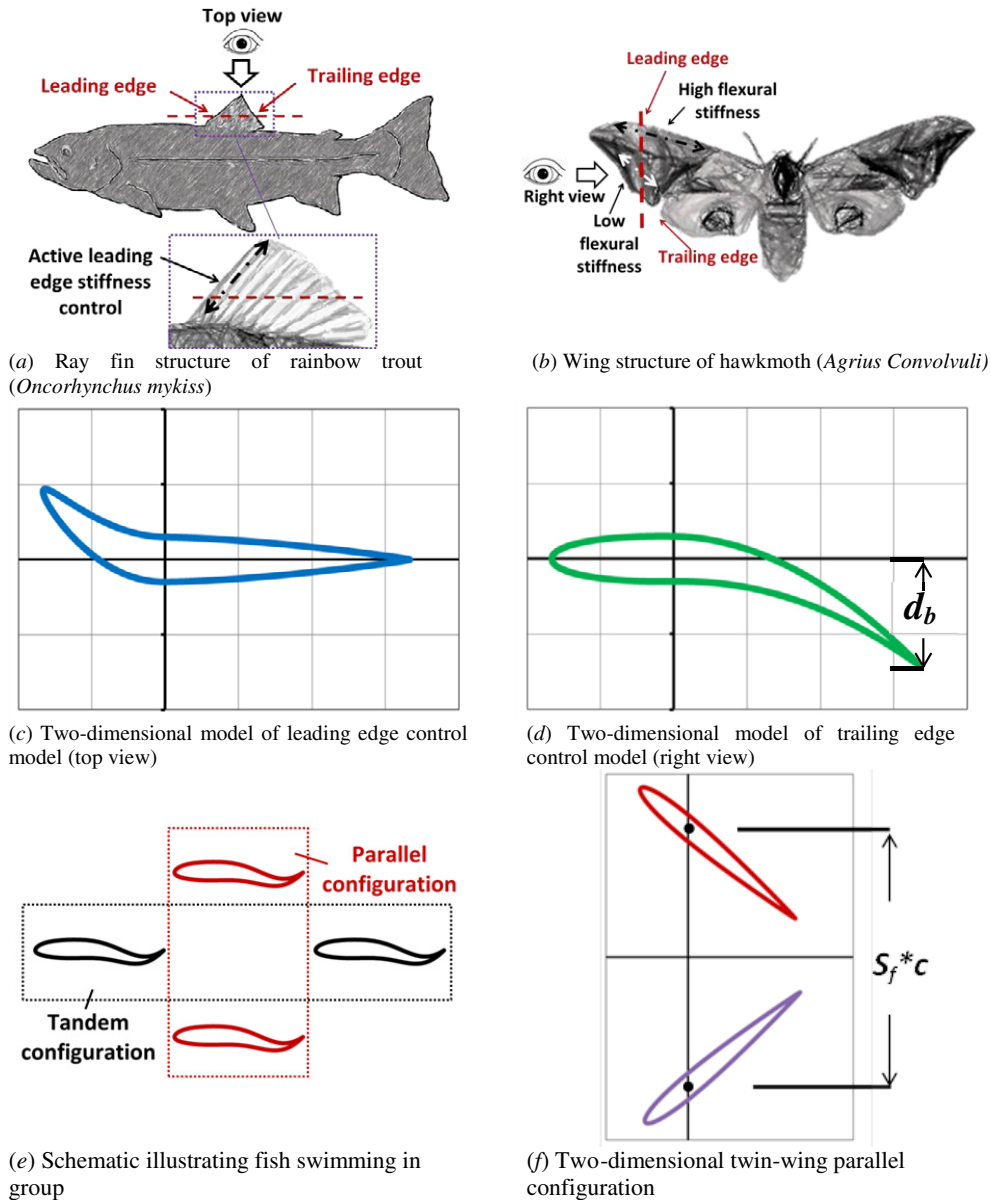 Top view
Leading edge
Trailing edge
Active leading
edge stiffness
control
(a) Ray fin structure of rainbow trout
(Oncorhynchus mykiss)
Leading edge
High flexural
stiffness
Right view
Low
flexural
stiffness
Trailing edge
(b) Wing structure of hawkmoth (Agrius Convolvuli)
(c) Two-dimensional model of leading edge control
model (top view)
d_b
(d) Two-dimensional model of trailing edge
control model (right view)
Parallel
configuration
Tandem
configuration
(e) Schematic illustrating fish swimming in
group
S_f*c
(f) Two-dimensional twin-wing parallel
configuration